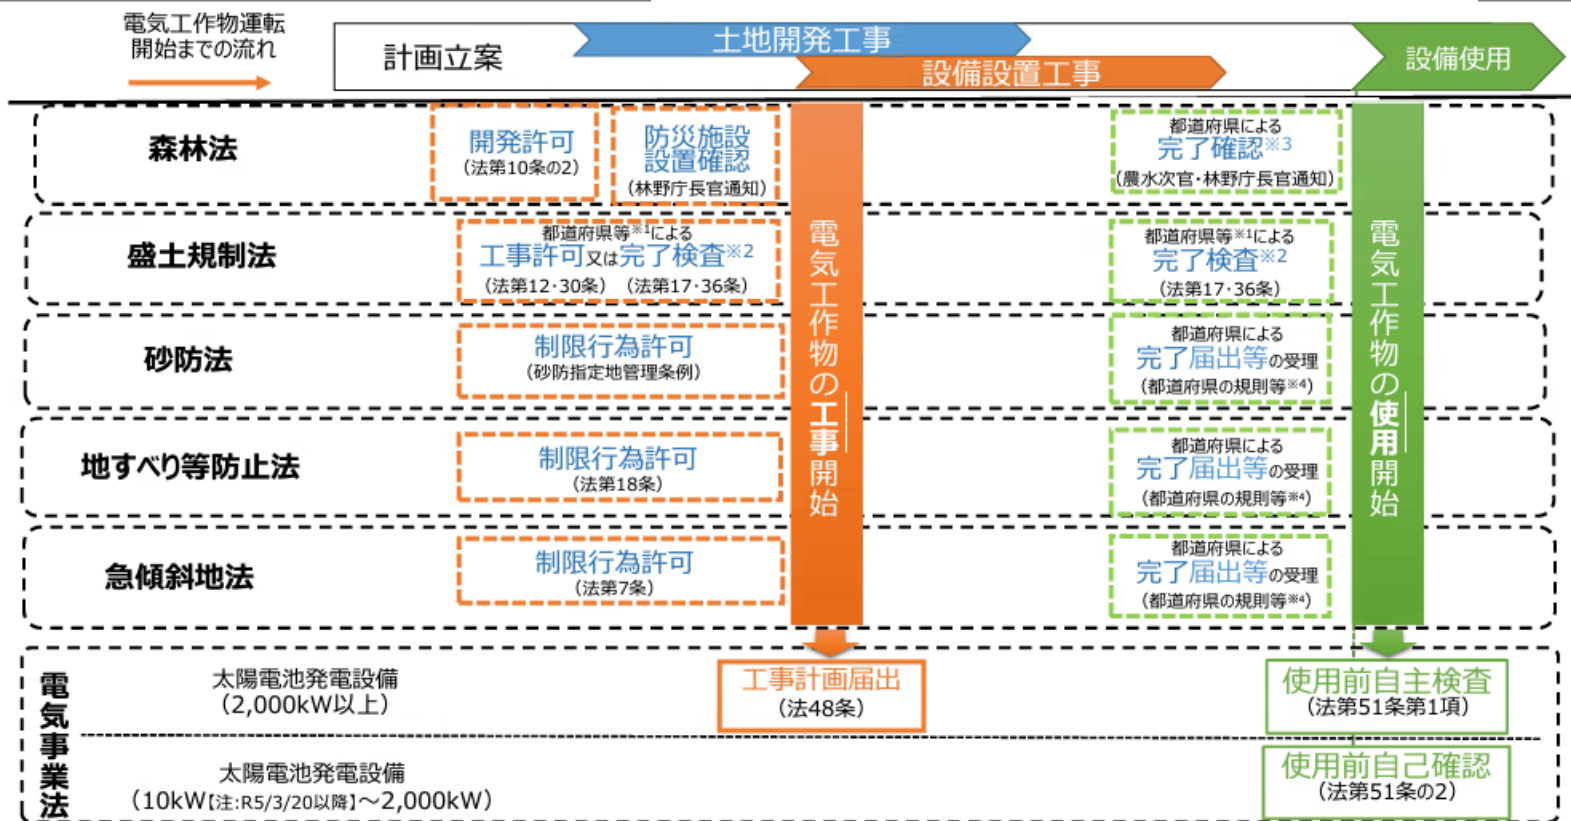 電気工作物運転
開始までの流れ
計画立案
土地開発工事
設備設置工事
設備使用
森林法
開発許可
(法第10条の2)
防災施設
設置確認
(林野庁長官通知)
都道府県による
完了確認※3
(農水次官・林野庁長官通知)
盛土規制法
都道府県等※1による
工事許可又は完了検査※2
(法第12・30条) (法第17・36条)
都道府県等※1による
完了検査※2
(法第17・36条)
砂防法
制限行為許可
(砂防指定地管理条例)
都道府県による
完了届出等の受理
(都道府県の規則等※4)
地すべり等防止法
制限行為許可
(法第18条)
都道府県による
完了届出等の受理
(都道府県の規則等※4)
急傾斜地法
制限行為許可
(法第7条)
都道府県による
完了届出等の受理
(都道府県の規則等※4)
電気工作物の工事開始
電気工作物の使用開始
電気事業法
太陽電池発電設備
(2,000kW以上)
工事計画届出
(法48条)
使用前自主検査
(法第51条第1項)
太陽電池発電設備
(10kW【注:R5/3/20以降】~2,000kW)
使用前自己確認
(法第51条の2)